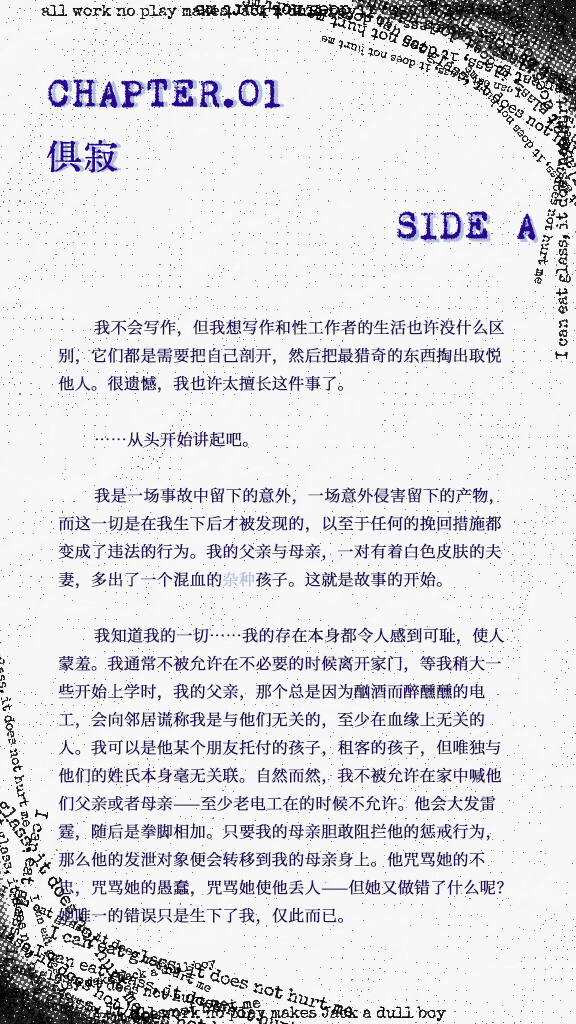 all work no play makes Jack a dull boy
CHAPTER.01
俱寂
SIDE A
I can eat glass, it does not hurt me
我不会写作，但我想写作和性工作者的生活也许没什么区
别，它们都是需要把自己剖开，然后把最猎奇的东西掏出取悦
他人。很遗憾，我也许太擅长这件事了。
……从头开始讲起吧。
我是一场事故中留下的意外，一场意外侵害留下的产物，
而这一切是在我生下后才被发现的，以至于任何的挽回措施都
变成了违法的行为。我的父亲与母亲，一对有着白色皮肤的夫
妻，多出了一个混血的杂种孩子。这就是故事的开始。
我知道我的一切……我的存在本身都令人感到可耻，使人
蒙羞。我通常不被允许在不必要的时候离开家门，等我稍大一
些开始上学时，我的父亲，那个总是因为酗酒而醉醺醺的电
工，会向邻居谎称我是与他们无关的，至少在血缘上无关的
人。我可以是他某个朋友托付的孩子，租客的孩子，但唯独与
他们的姓氏本身毫无关联。自然而然，我不被允许在家中喊他
们父亲或者母亲——至少老电工在的时候不允许。他会大发雷
霆，随后是拳脚相加。只要我的母亲胆敢阻拦他的惩戒行为，
那么他的发泄对象便会转移到我的母亲身上。他咒骂她的不
忠，咒骂她的愚蠢，咒骂她使他丢人——但她又做错了什么呢？
她唯一的错误只是生下了我，仅此而已。
I can eat glass, it does not hurt me
all work no play makes Jack a dull boy